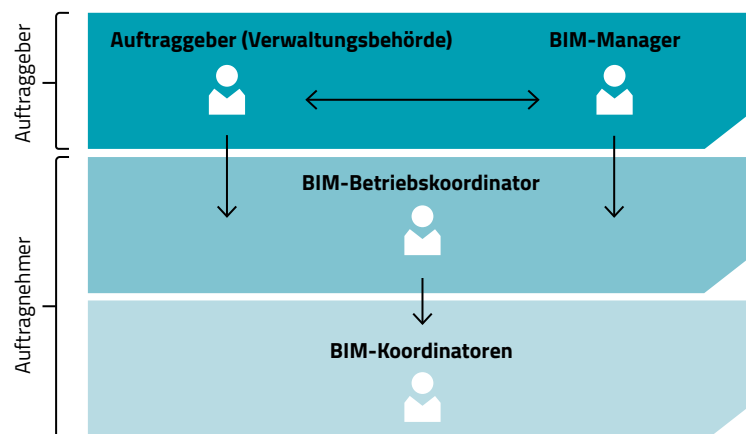 Auftraggeber
Auftraggeber (Verwaltungsbehörde)
BIM-Manager
Auftragnehmer
BIM-Betriebskoordinator
BIM-Koordinatoren